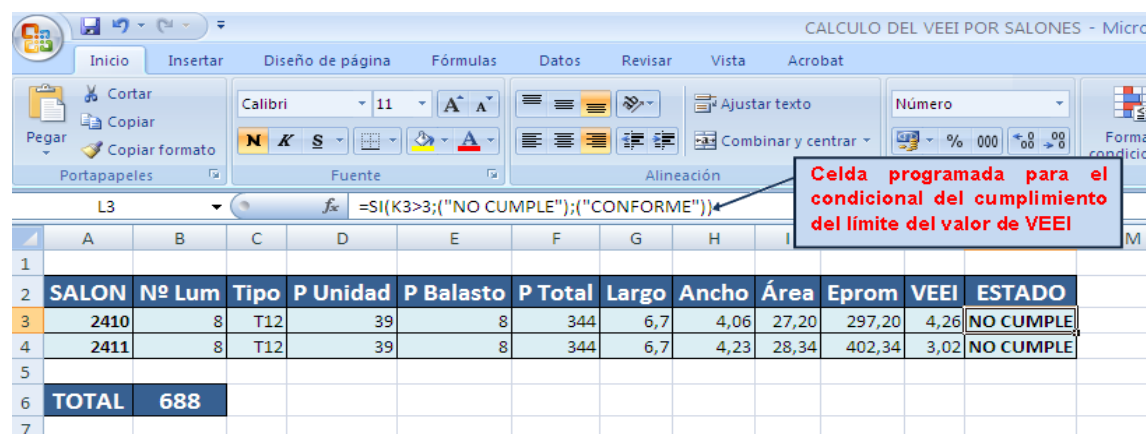 CALCULO DEL VEEI POR SALONES - Micro
Inicio Insertar Diseño de página Fórmulas Datos Revisar Vista Acrobat
Pegar
Cortar
Copiar
Copiar formato
Portapapeles
Calibri 11 A A
N K S A
Fuente
Ajustar texto
Combinar y centrar
Alineación
Número
% 000
Forma
condicio
Celda programada para el
condicional del cumplimiento
del límite del valor de VEEI
L3 fx =SI(K3>3;("NO CUMPLE");("CONFORME"))
A B C D E F G H I M
1
2 SALON Nº Lum Tipo P Unidad P Balasto P Total Largo Ancho Área Eprom VEEI ESTADO
3 2410 8 T12 39 8 344 6,7 4,06 27,20 297,20 4,26 NO CUMPLE
4 2411 8 T12 39 8 344 6,7 4,23 28,34 402,34 3,02 NO CUMPLE
5
6 TOTAL 688
7